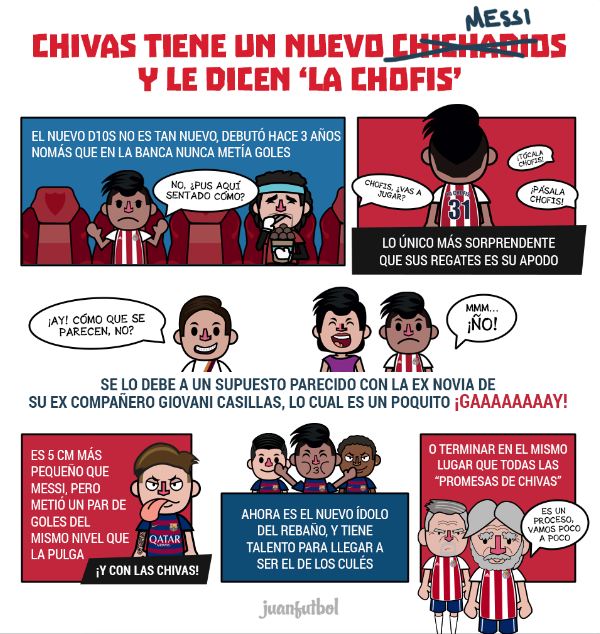 MESSI
CHIVAS TIENE UN NUEVO CHICHADIOS
Y LE DICEN ‘LA CHOFIS’
EL NUEVO D10S NO ES TAN NUEVO, DEBUTÓ HACE 3 AÑOS
NOMÁS QUE EN LA BANCA NUNCA METÍA GOLES
NO, ¿PUS AQUÍ
SENTADO CÓMO?
¡TÓCALA
CHOFIS!
CHOFIS, ¿VAS A
JUGAR?
¡PÁSALA
CHOFIS!
LA CHOFIS
31
LO ÚNICO MÁS SORPRENDENTE
QUE SUS REGATES ES SU APODO
¡AY! CÓMO QUE SE
PARECEN, NO?
MMM...
¡ÑO!
SE LO DEBE A UN SUPUESTO PARECIDO CON LA EX NOVIA DE
SU EX COMPAÑERO GIOVANI CASILLAS, LO CUAL ES UN POQUITO ¡GAAAAAAAAY!
ES 5 CM MÁS
PEQUEÑO QUE
MESSI, PERO
METIÓ UN PAR DE
GOLES DEL
MISMO NIVEL QUE
LA PULGA
QATAR
¡Y CON LAS CHIVAS!
AHORA ES EL NUEVO ÍDOLO
DEL REBAÑO, Y TIENE
TALENTO PARA LLEGAR A
SER EL DE LOS CULÉS
O TERMINAR EN EL MISMO
LUGAR QUE TODAS LAS
“PROMESAS DE CHIVAS”
ES UN
PROCESO,
VAMOS POCO
A POCO
juanfutbol